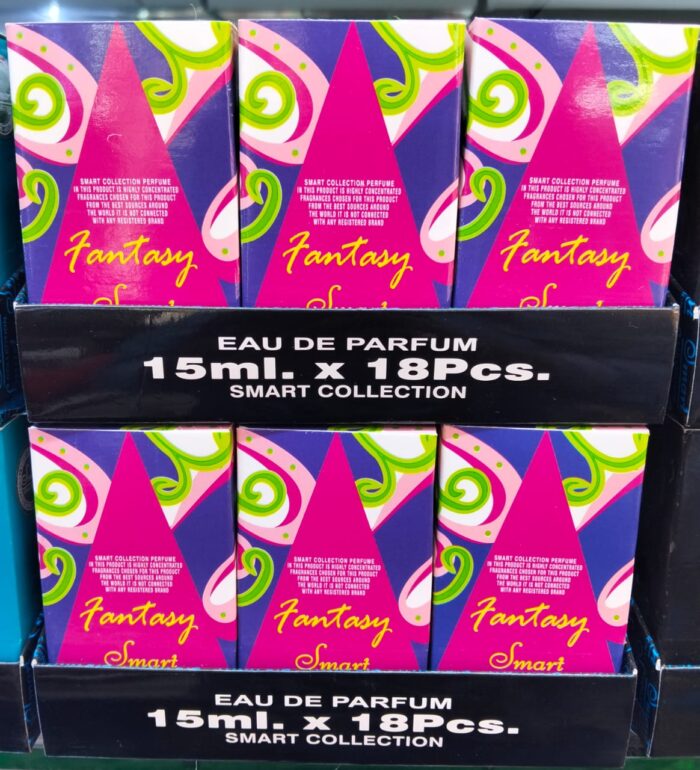 SMART COLLECTION PERFUME
IN THIS PRODUCT IS HIGHLY CONCENTRATED
FRAGRANCES CHOSEN FOR THIS PRODUCT
FROM THE BEST SOURCES AROUND
THE WORLD IT IS NOT CONNECTED
WITH ANY REGISTERED BRAND
Fantasy
Smart
SMART COLLECTION PERFUME
IN THIS PRODUCT IS HIGHLY CONCENTRATED
FRAGRANCES CHOSEN FOR THIS PRODUCT
FROM THE BEST SOURCES AROUND
THE WORLD IT IS NOT CONNECTED
WITH ANY REGISTERED BRAND
Fantasy
Smart
SMART COLLECTION PERFUME
IN THIS PRODUCT IS HIGHLY CONCENTRATED
FRAGRANCES CHOSEN FOR THIS PRODUCT
FROM THE BEST SOURCES AROUND
THE WORLD IT IS NOT CONNECTED
WITH ANY REGISTERED BRAND
Fantasy
Smart
EAU DE PARFUM
15ml. x 18Pcs.
SMART COLLECTION
SMART COLLECTION PERFUME
IN THIS PRODUCT IS HIGHLY CONCENTRATED
FRAGRANCES CHOSEN FOR THIS PRODUCT
FROM THE BEST SOURCES AROUND
THE WORLD IT IS NOT CONNECTED
WITH ANY REGISTERED BRAND
Fantasy
Smart
SMART COLLECTION PERFUME
IN THIS PRODUCT IS HIGHLY CONCENTRATED
FRAGRANCES CHOSEN FOR THIS PRODUCT
FROM THE BEST SOURCES AROUND
THE WORLD IT IS NOT CONNECTED
WITH ANY REGISTERED BRAND
Fantasy
Smart
SMART COLLECTION PERFUME
IN THIS PRODUCT IS HIGHLY CONCENTRATED
FRAGRANCES CHOSEN FOR THIS PRODUCT
FROM THE BEST SOURCES AROUND
THE WORLD IT IS NOT CONNECTED
WITH ANY REGISTERED BRAND
Fantasy
Smart
EAU DE PARFUM
15ml. x 18Pcs.
SMART COLLECTION